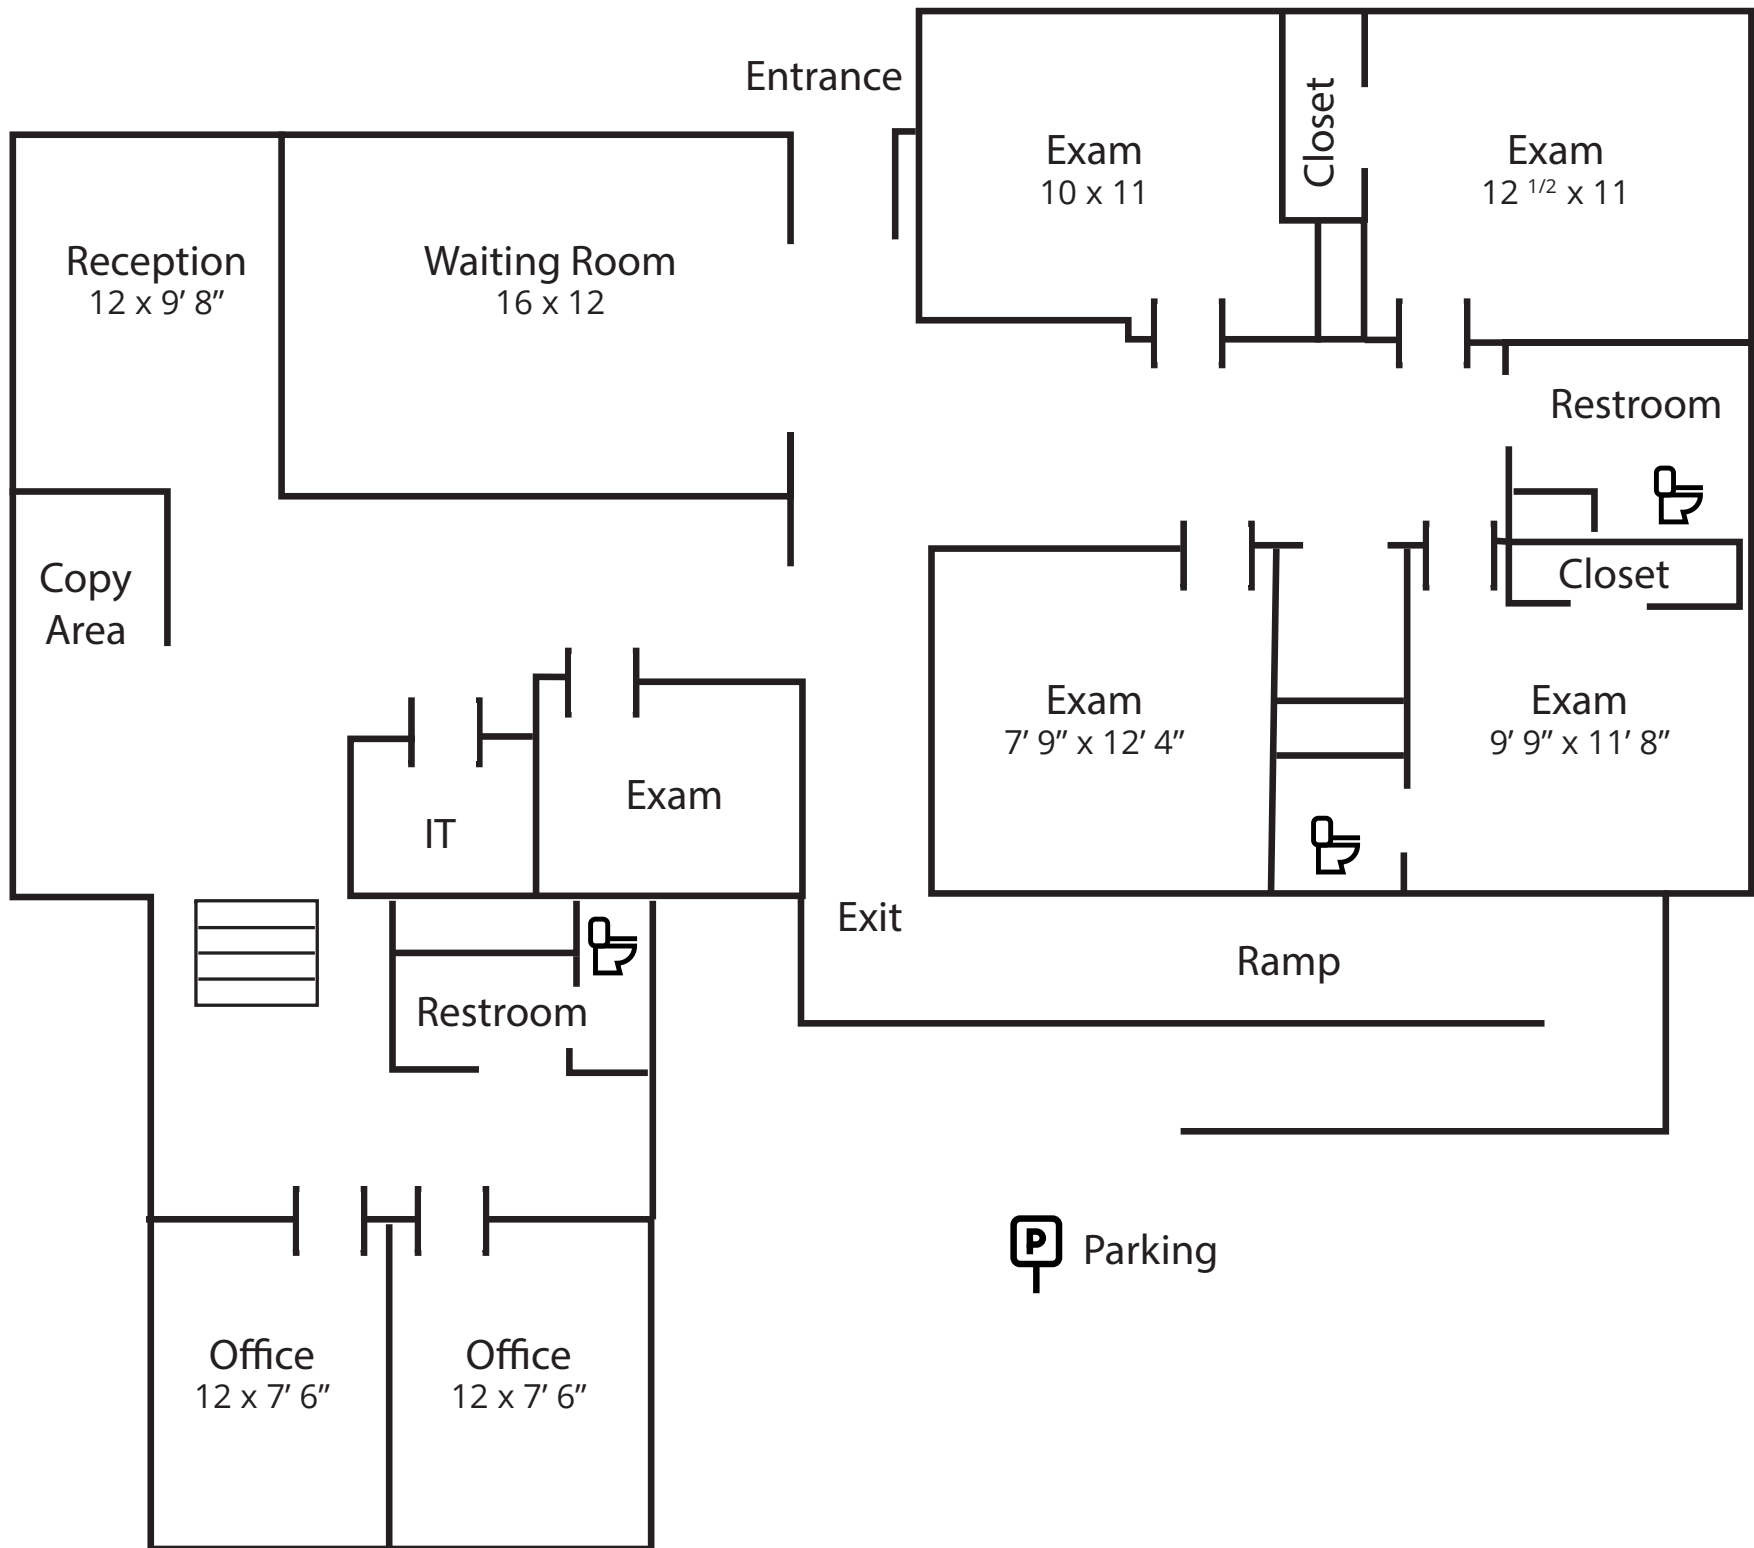 Entrance
Closet
Exam
10 x 11
Exam
12 1/2 x 11
Reception
12 x 9’ 8”
Waiting Room
16 x 12
Restroom
Copy
Area
Closet
Exam
7’ 9” x 12’ 4”
Exam
9’ 9” x 11’ 8”
Exam
IT
Exit
Ramp
Restroom
P Parking
Office
12 x 7’ 6”
Office
12 x 7’ 6”